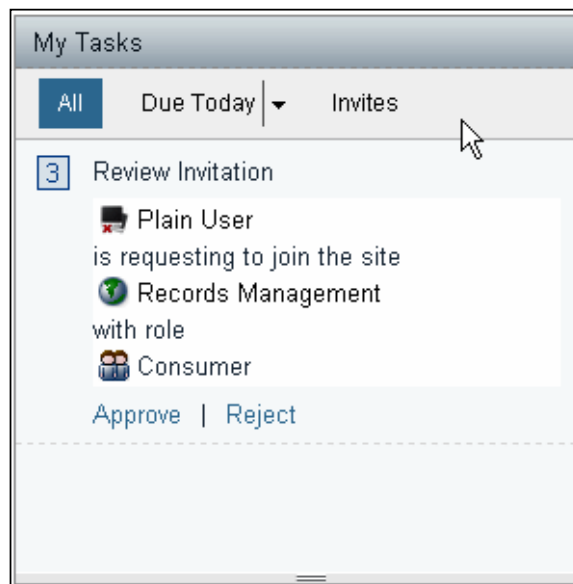 My Tasks
All Due Today Invites
3 Review Invitation
Plain User
is requesting to join the site
Records Management
with role
Consumer
Approve | Reject